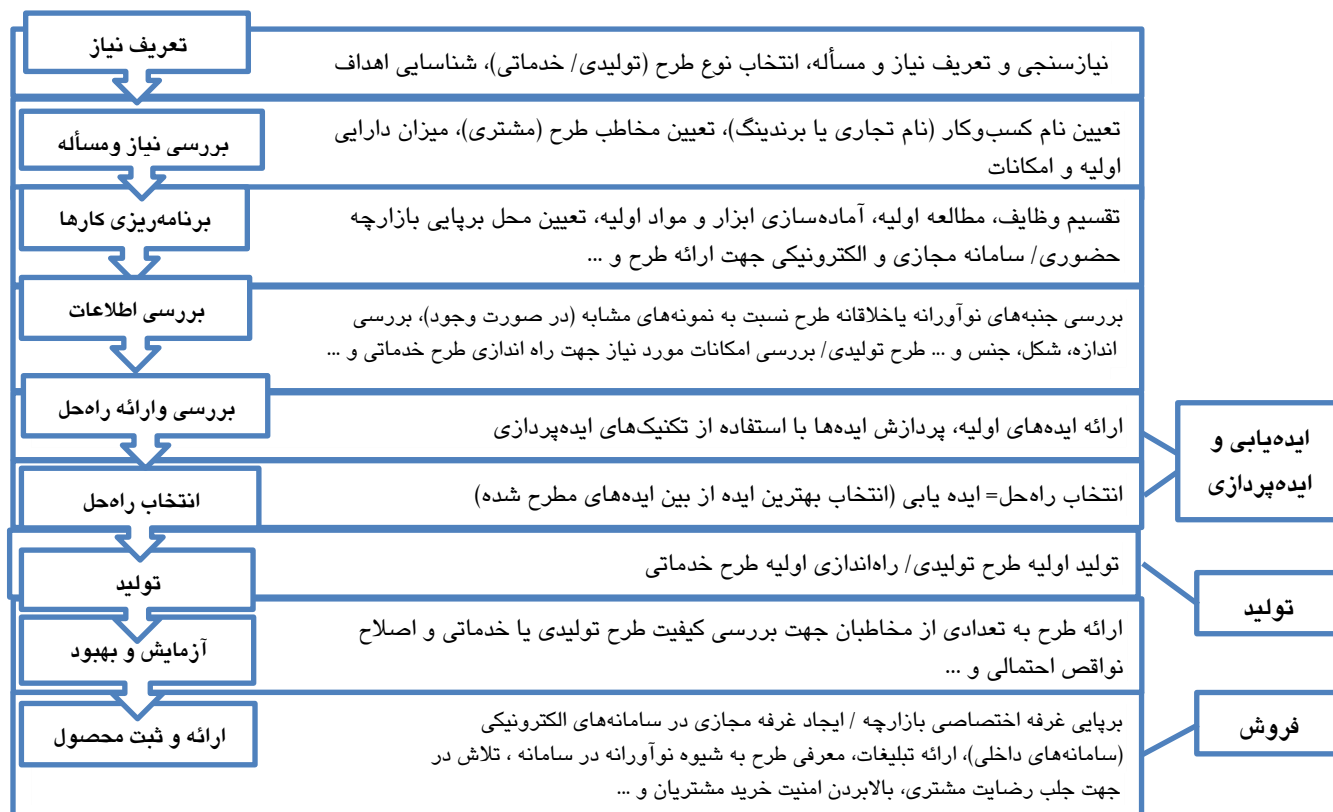 تعریف نیاز
نیازسنجی و تعریف نیاز و مسأله، انتخاب نوع طرح (تولیدی/ خدماتی)، شناسایی اهداف
بررسی نیاز ومسأله
تعیین نام کسب‌وکار (نام تجاری یا برندینگ)، تعیین مخاطب طرح (مشتری)، میزان دارایی
اولیه و امکانات
برنامه‌ریزی کارها
تقسیم وظایف، مطالعه اولیه، آماده‌سازی ابزار و مواد اولیه، تعیین محل برپایی بازارچه
حضوری/ سامانه مجازی و الکترونیکی جهت ارائه طرح و ...
بررسی اطلاعات
بررسی جنبه‌های نوآورانه یاخلاقانه طرح نسبت به نمونه‌های مشابه (در صورت وجود)، بررسی
اندازه، شکل، جنس و ... طرح تولیدی/ بررسی امکانات مورد نیاز جهت راه اندازی طرح خدماتی و ...
بررسی وارائه راه‌حل
ارائه ایده‌های اولیه، پردازش ایده‌ها با استفاده از تکنیک‌های ایده‌پردازی
انتخاب راه‌حل
انتخاب راه‌حل= ایده یابی (انتخاب بهترین ایده از بین ایده‌های مطرح شده)
ایده‌یابی و
ایده‌پردازی
تولید
تولید اولیه طرح تولیدی/ راه‌اندازی اولیه طرح خدماتی
تولید
آزمایش و بهبود
ارائه طرح به تعدادی از مخاطبان جهت بررسی کیفیت طرح تولیدی یا خدماتی و اصلاح
نواقص احتمالی و ...
ارائه و ثبت محصول
برپایی غرفه اختصاصی بازارچه / ایجاد غرفه مجازی در سامانه‌های الکترونیکی
(سامانه‌های داخلی)، ارائه تبلیغات، معرفی طرح به شیوه نوآورانه در سامانه ، تلاش در
جهت جلب رضایت مشتری، بالابردن امنیت خرید مشتریان و ...
فروش